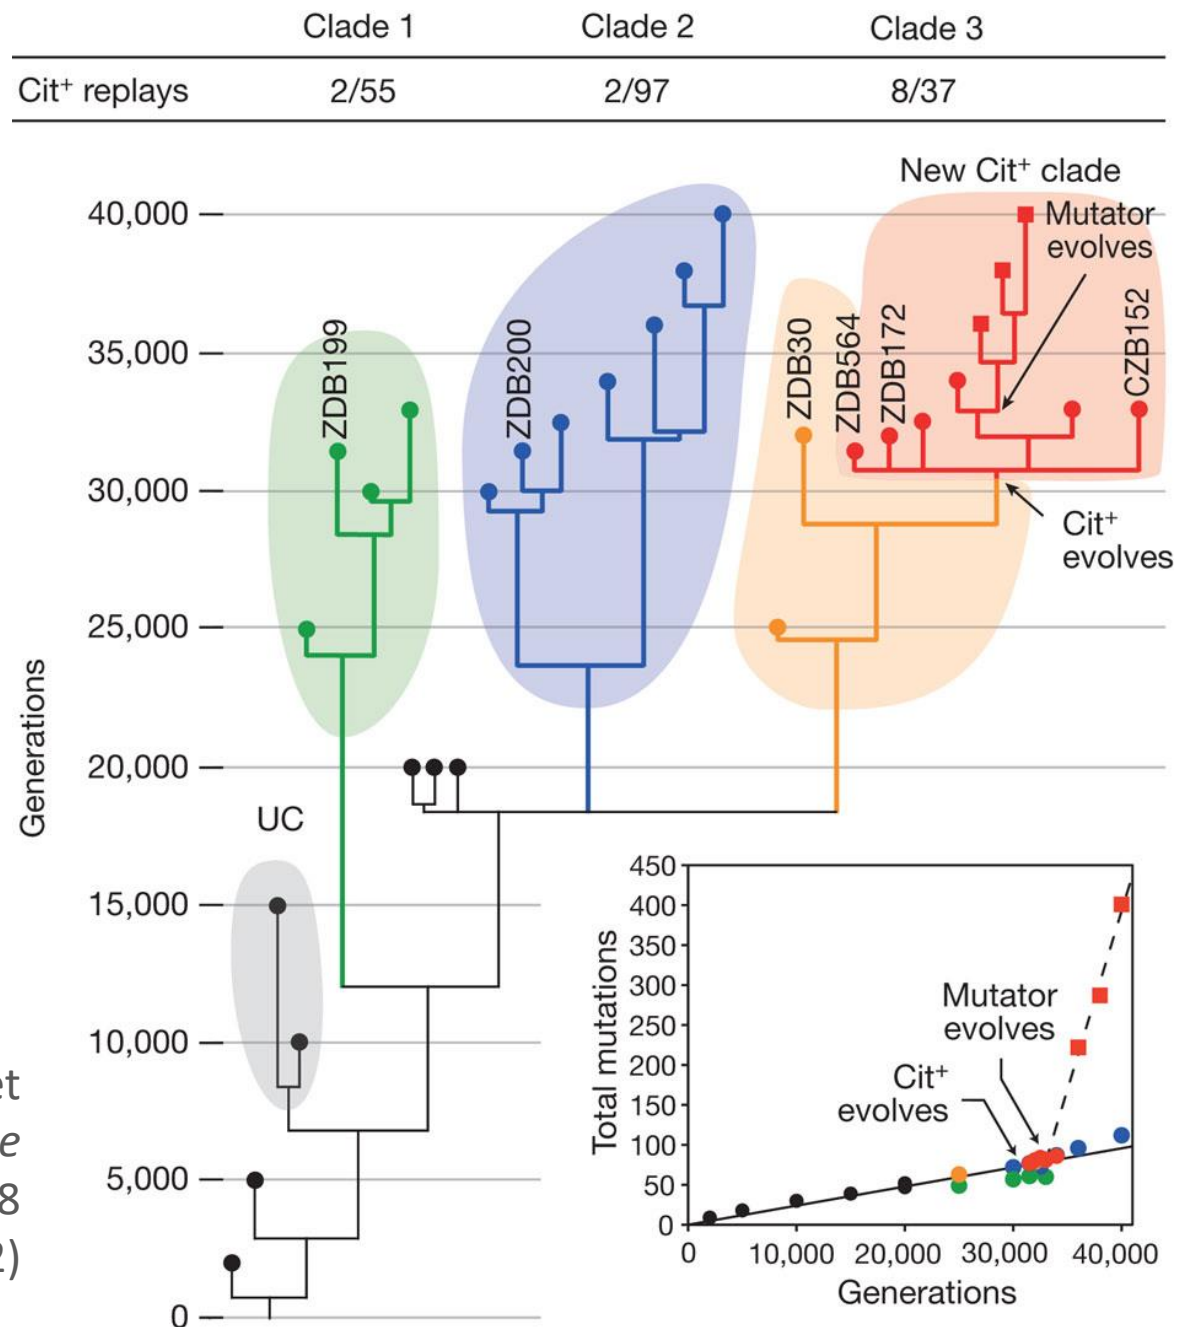 Clade 1 Clade 2 Clade 3
Cit+ replays 2/55 2/97 8/37
New Cit+ clade
40,000
Mutator
evolves
35,000
ZDB199
ZDB200
ZDB30
ZDB564
ZDB172
CZB152
30,000
Cit+
evolves
25,000
Generations
20,000
UC
15,000
10,000
5,000
0
et
e
8
2)
450
400
350
300
250
200
150
100
50
0
Total mutations
Mutator
evolves
Cit+
evolves
0 10,000 20,000 30,000 40,000
Generations